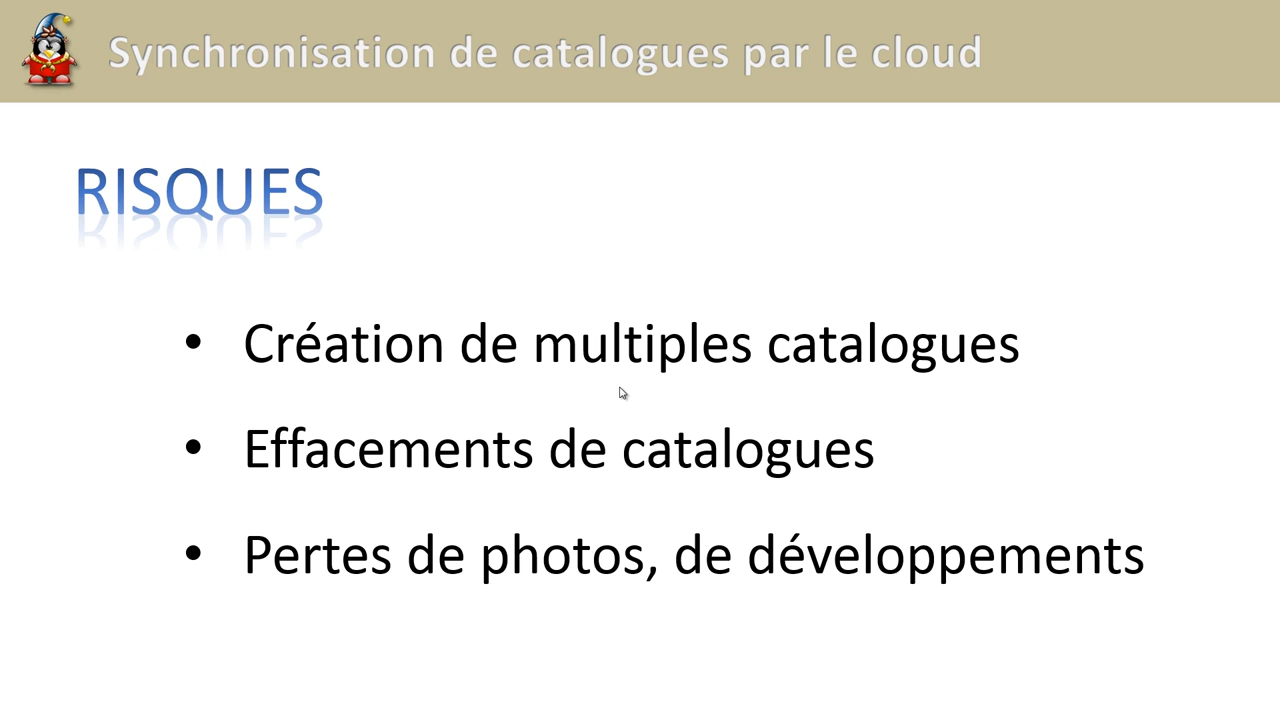 Synchronisation de catalogues par le cloud
RISQUES
• Création de multiples catalogues
• Effacements de catalogues
• Pertes de photos, de développements